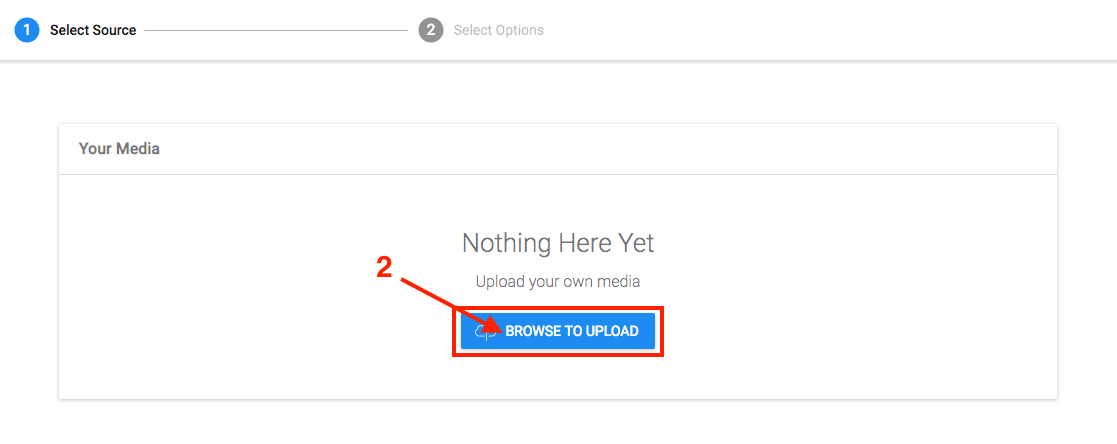 1 Select Source 2 Select Options
Your Media
Nothing Here Yet
2
Upload your own media
BROWSE TO UPLOAD